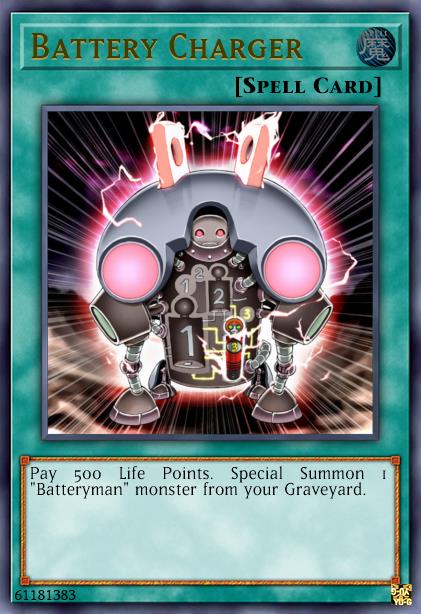 BATTERY CHARGER
魔
[SPELL CARD]
1
2
2
3
1
3
Pay 500 Life Points. Special Summon 1
"Batteryman" monster from your Graveyard.
61181383